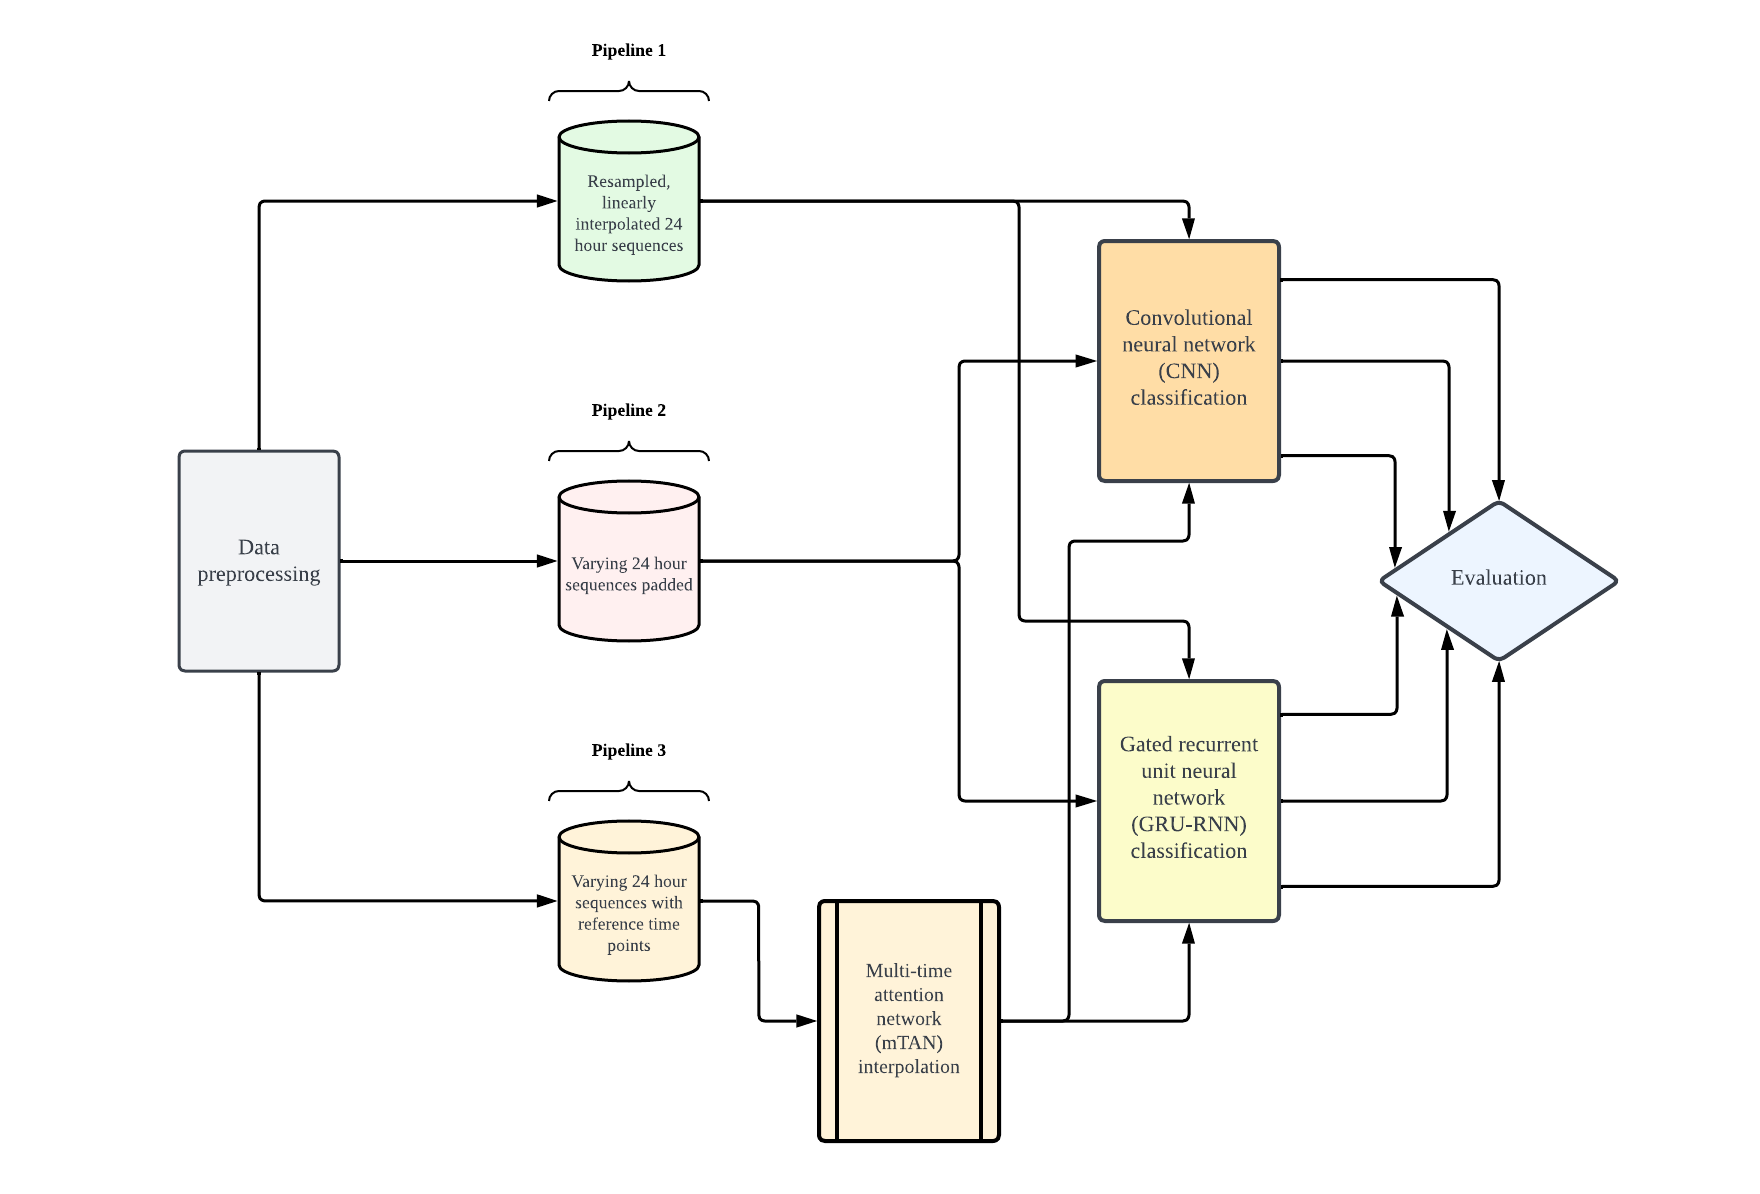 Pipeline 1
Resampled,
linearly
interpolated 24
hour sequences
Convolutional
neural network
(CNN)
classification
Pipeline 2
Data
preprocessing
Varying 24 hour
sequences padded
Evaluation
Pipeline 3
Gated recurrent
unit neural
network
(GRU-RNN)
classification
Varying 24 hour
sequences with
reference time
points
Multi-time
attention
network
(mTAN)
interpolation